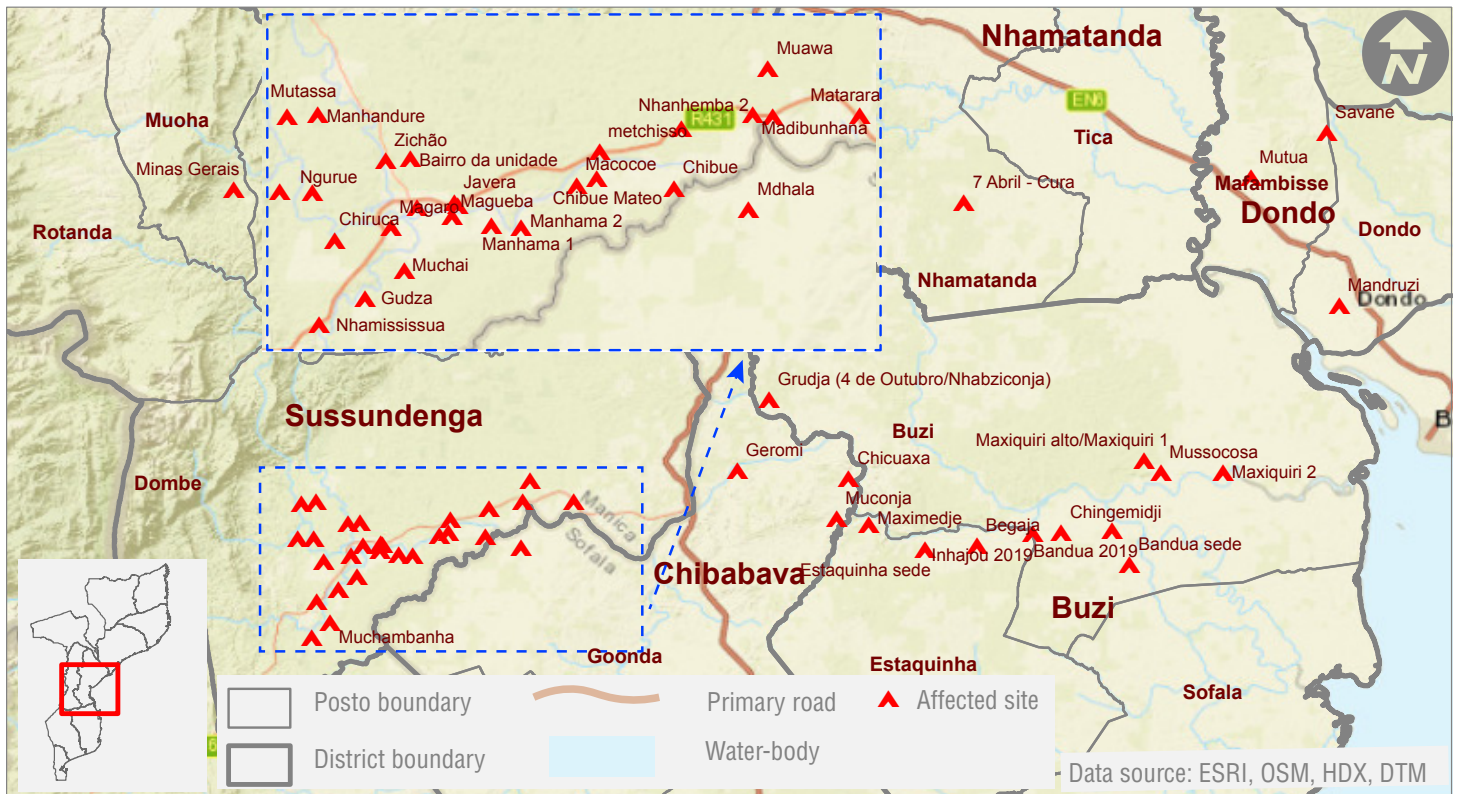 Nhamatanda
N
Muawa
Mutassa
Manhandure
Nhanhemba 2
Matarara
EN6
Savane
Muoha
metchisso
R431
Madibunhana
Tica
Zichão
Bairro da unidade
Mutua
Minas Gerais
Macocoe
Chibue
Mafambisse
Ngurue
Javera
Magueba
Chibue Mateo
7 Abril - Cura
Dondo
Magaro
Mdhala
Rotanda
Chiruca
Manhama 2
Dondo
Manhama 1
Muchai
Nhamatanda
Gudza
Mandruzi
Dondo
Nhamississua
Grudja (4 de Outubro/Nhabziconja)
Sussundenga
B
Buzi
Maxiquiri alto/Maxiquiri 1
Geromi
Mussocosa
Chicuaxa
Maxiquiri 2
Dombe
Manica
Muconja
Maximedje
Begaja
Chingemidji
Sofala
Inhajou 2019
Bandua 2019
Bandua sede
Chibabava
Estaquinha sede
Buzi
Muchambanha
Goonda
Estaquinha
Sofala
Posto boundary
Primary road
Affected site
6
District boundary
Water-body
Data source: ESRI, OSM, HDX, DTM